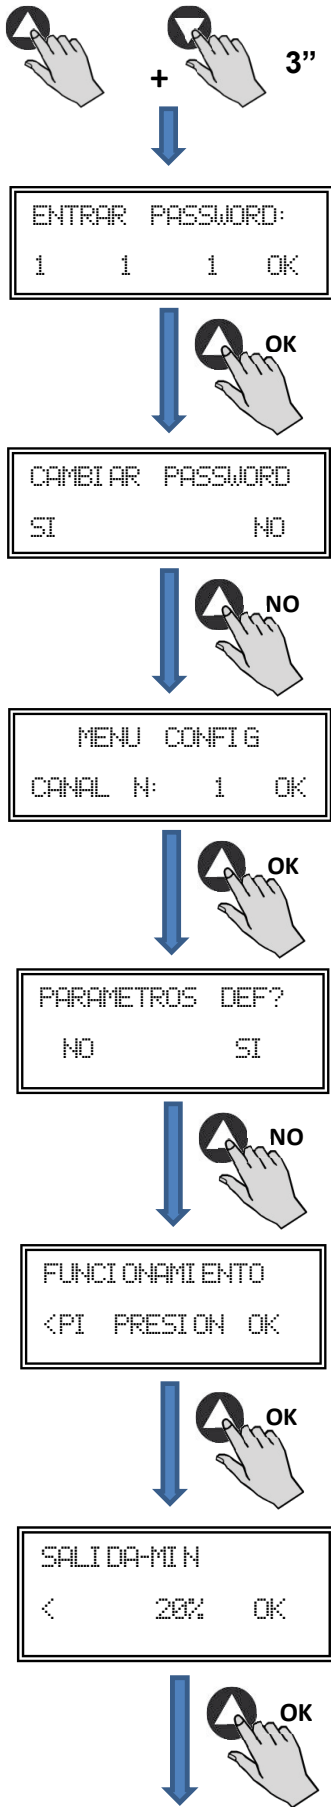 + 3”
ENTRAR PASSWORD:
1 1 1 OK
OK
CAMBIAR PASSWORD
SI NO
NO
MENU CONFIG
CANAL N: 1 OK
OK
PARAMETROS DEF?
NO SI
NO
FUNCIONAMIENTO
<PI PRESION OK
OK
SALIDA-MIN
< 20% OK
OK